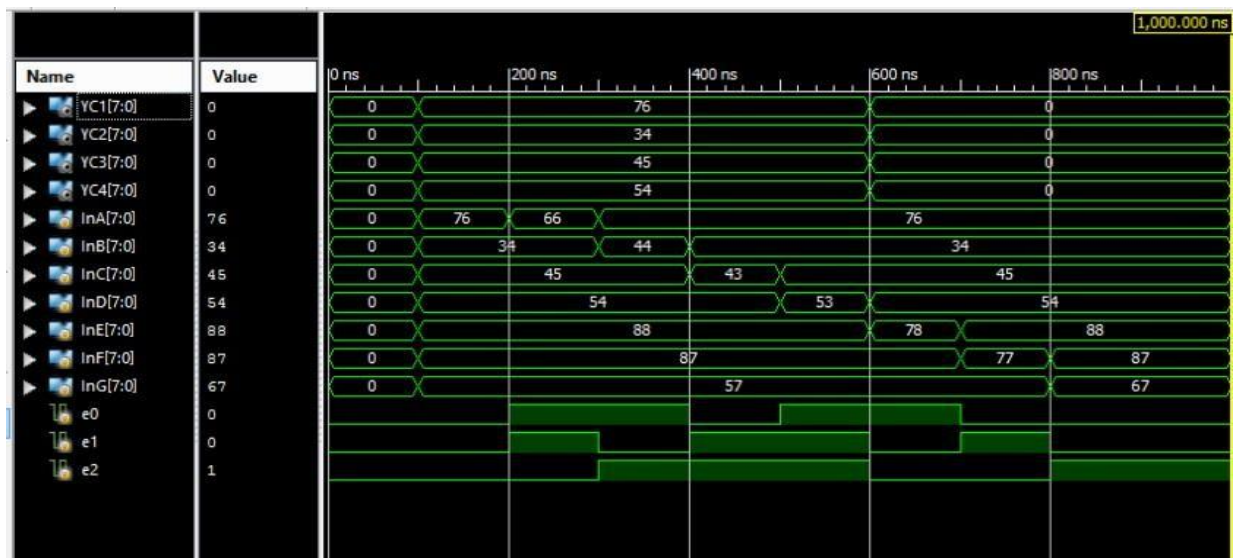 1,000.000 ns
Name Value 0 ns 200 ns 400 ns 600 ns 800 ns
YC1[7:0] 0 0 76 0
YC2[7:0] 0 0 34 0
YC3[7:0] 0 0 45 0
YC4[7:0] 0 0 54 0
InA[7:0] 76 0 76 66 76
InB[7:0] 34 0 34 44 34
InC[7:0] 45 0 45 43 45
InD[7:0] 54 0 54 53 54
InE[7:0] 88 0 88 78 88
InF[7:0] 87 0 87 77 87
InG[7:0] 67 0 57 67
e0 0
e1 0
e2 1